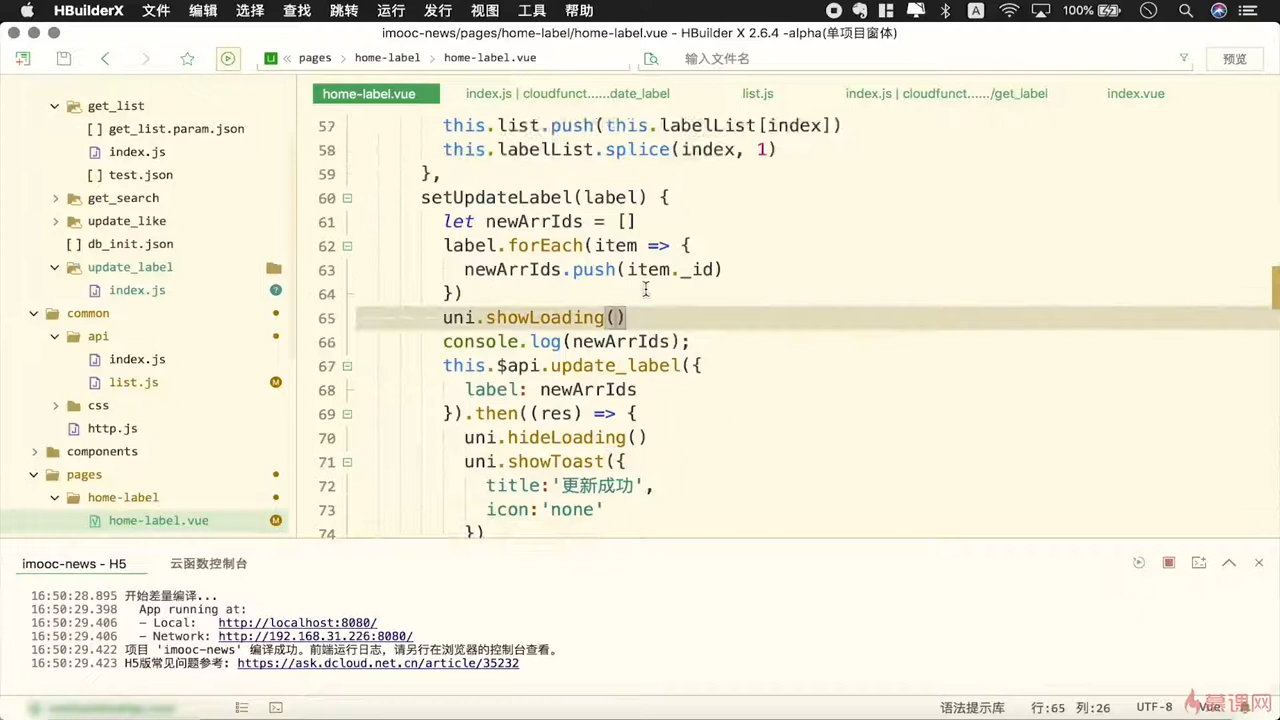 HBuilderX 文件 编辑 选择 查找 跳转 运行 发行 视图 工具 帮助 A 100%
imooc-news/pages/home-label/home-label.vue - HBuilder X 2.6.4 -alpha(单项目窗体)
pages home-label home-label.vue 输入文件名 预览
home-label.vue index.js | cloudfunct......date_label list.js index.js | cloudfunct..../get_label index.vue
get_list
get_list.param.json
index.js
test.json
get_search
update_like
db_init.json
update_label
index.js
common
api
index.js
list.js M
css
http.js
components
pages
home-label
home-label.vue M
57 this.list.push(this.labelList[index])
58 this.labelList.splice(index, 1)
59 },
60 setUpdateLabel(label) {
61 let newArrIds = []
62 label.forEach(item => {
63 newArrIds.push(item._id)
64 })
65 uni.showLoading()
66 console.log(newArrIds);
67 this.$api.update_label({
68 label: newArrIds
69 }).then((res) => {
70 uni.hideLoading()
71 uni.showToast({
72 title:'更新成功',
73 icon:'none'
74 })
imooc-news - H5 云函数控制台
16:50:28.895 开始差量编译...
16:50:29.398 App running at:
16:50:29.406 - Local: http://localhost:8080/
16:50:29.406 - Network: http://192.168.31.226:8080/
16:50:29.422 项目 'imooc-news' 编译成功。前端运行日志，请另行在浏览器的控制台查看。
16:50:29.423 H5版常见问题参考: https://ask.dcloud.net.cn/article/35232
语法提示库 行:65 列:26 UTF-8 Vue
慕课网